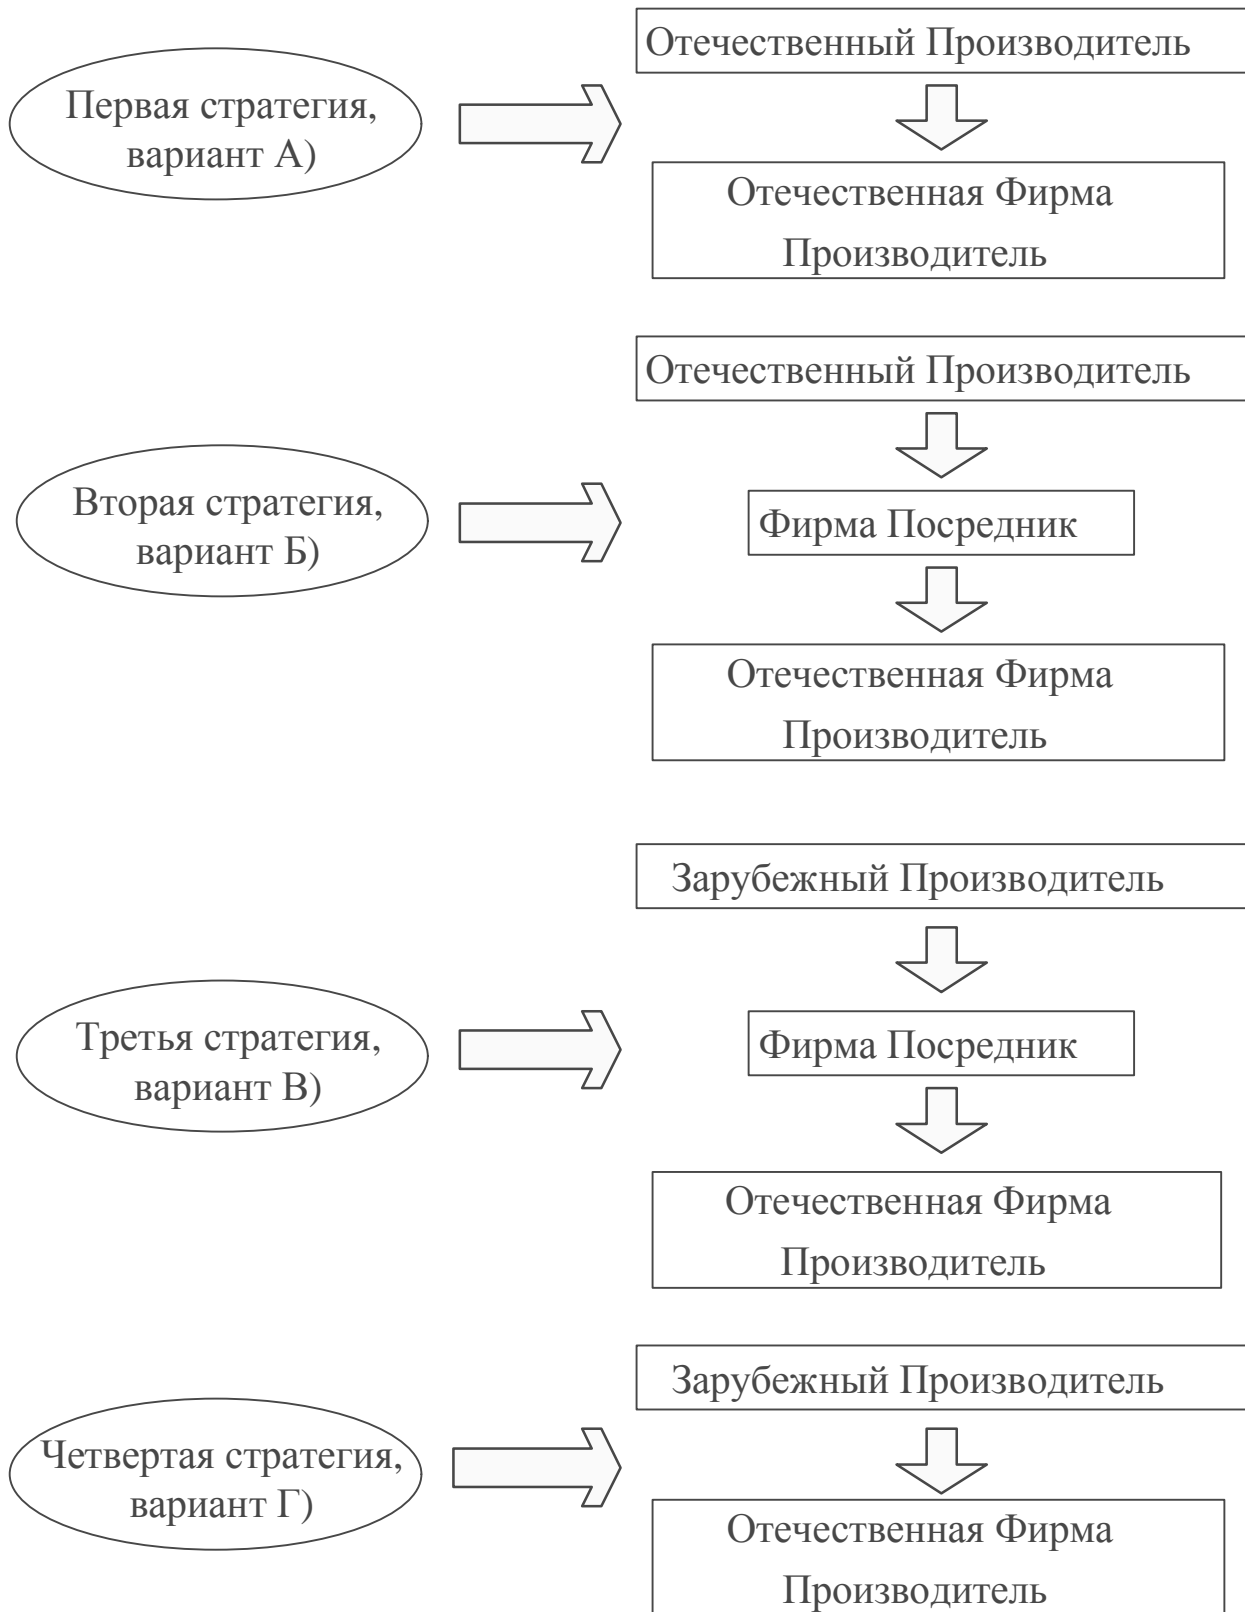 Первая стратегия,
вариант А)
Отечественный Производитель
Отечественная Фирма
Производитель
Вторая стратегия,
вариант Б)
Отечественный Производитель
Фирма Посредник
Отечественная Фирма
Производитель
Третья стратегия,
вариант В)
Зарубежный Производитель
Фирма Посредник
Отечественная Фирма
Производитель
Четвертая стратегия,
вариант Г)
Зарубежный Производитель
Отечественная Фирма
Производитель